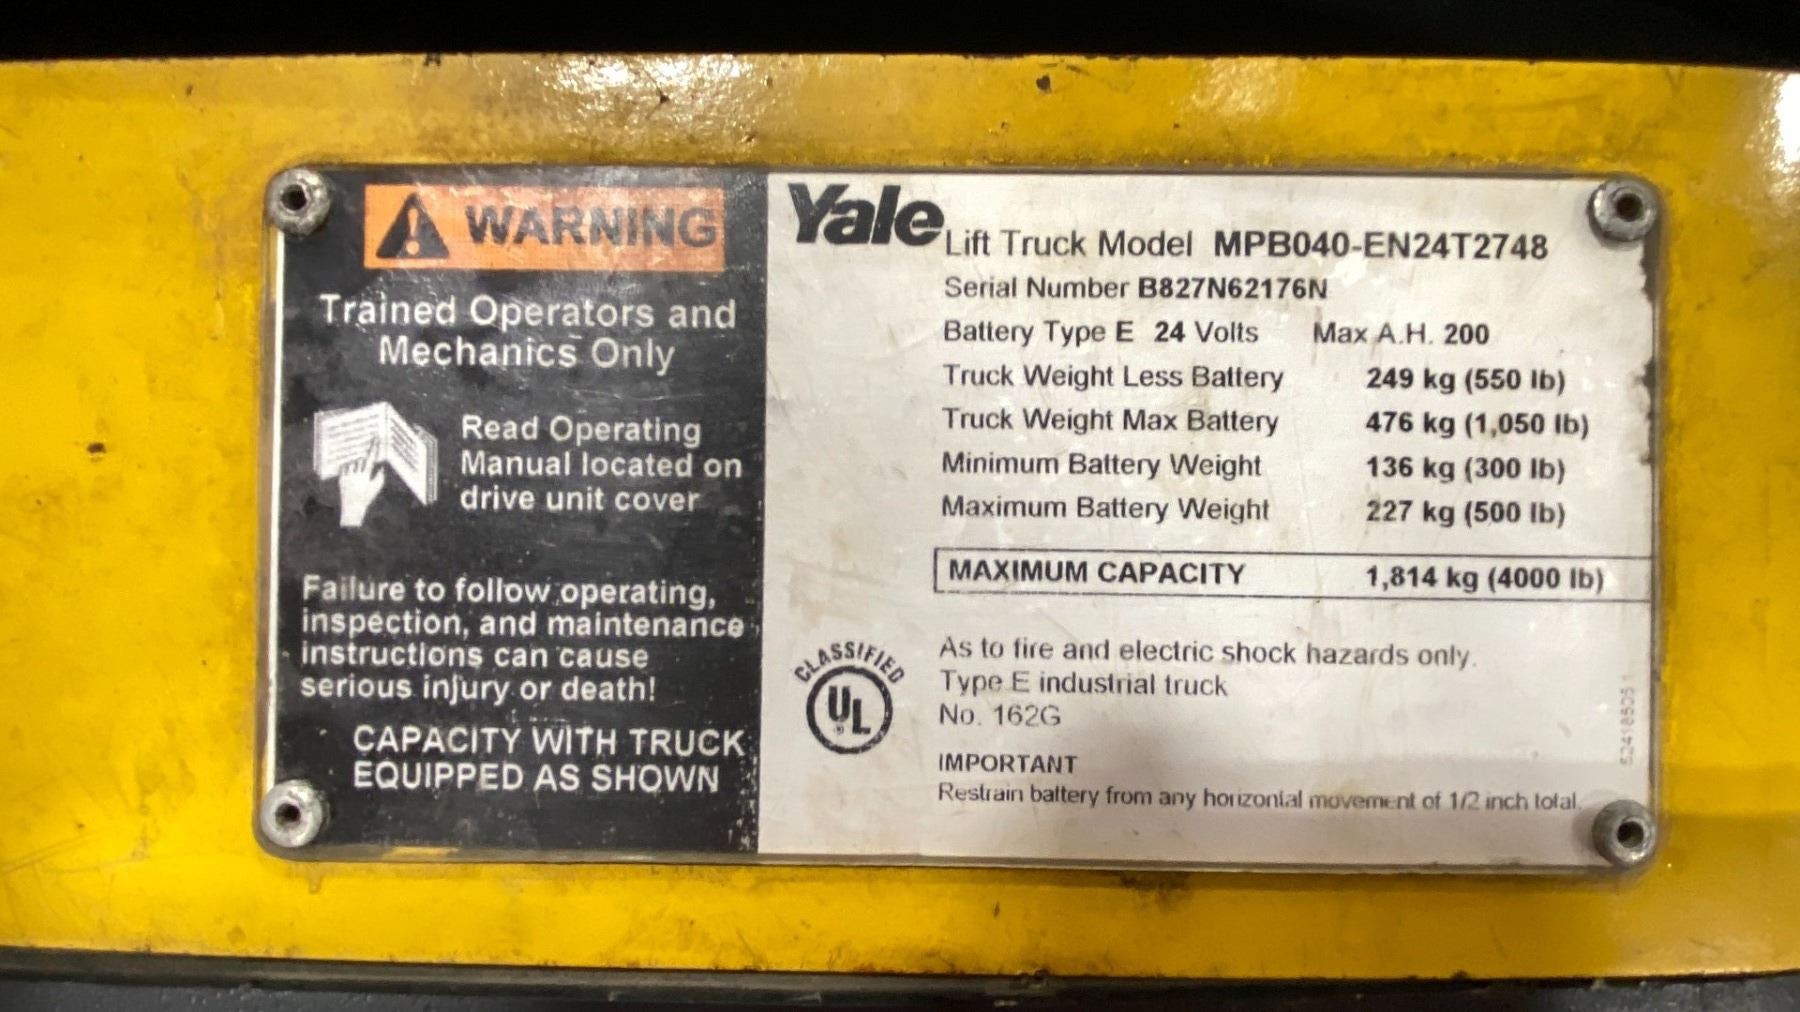 WARNING
Trained Operators and
Mechanics Only
Read Operating
Manual located on
drive unit cover
Failure to follow operating,
inspection, and maintenance
instructions can cause
serious injury or death!
CAPACITY WITH TRUCK
EQUIPPED AS SHOWN
Yale
Lift Truck Model MPB040-EN24T2748
Serial Number B827N62176N
Battery Type E 24 Volts Max A.H. 200
Truck Weight Less Battery 249 kg (550 lb)
Truck Weight Max Battery 476 kg (1,050 lb)
Minimum Battery Weight 136 kg (300 lb)
Maximum Battery Weight 227 kg (500 lb)
MAXIMUM CAPACITY 1,814 kg (4000 lb)
CLASSIFIED
UL
®
As to fire and electric shock hazards only.
Type E industrial truck
No. 162G
IMPORTANT
Restrain battery from any horizontal movement of 1/2 inch total.